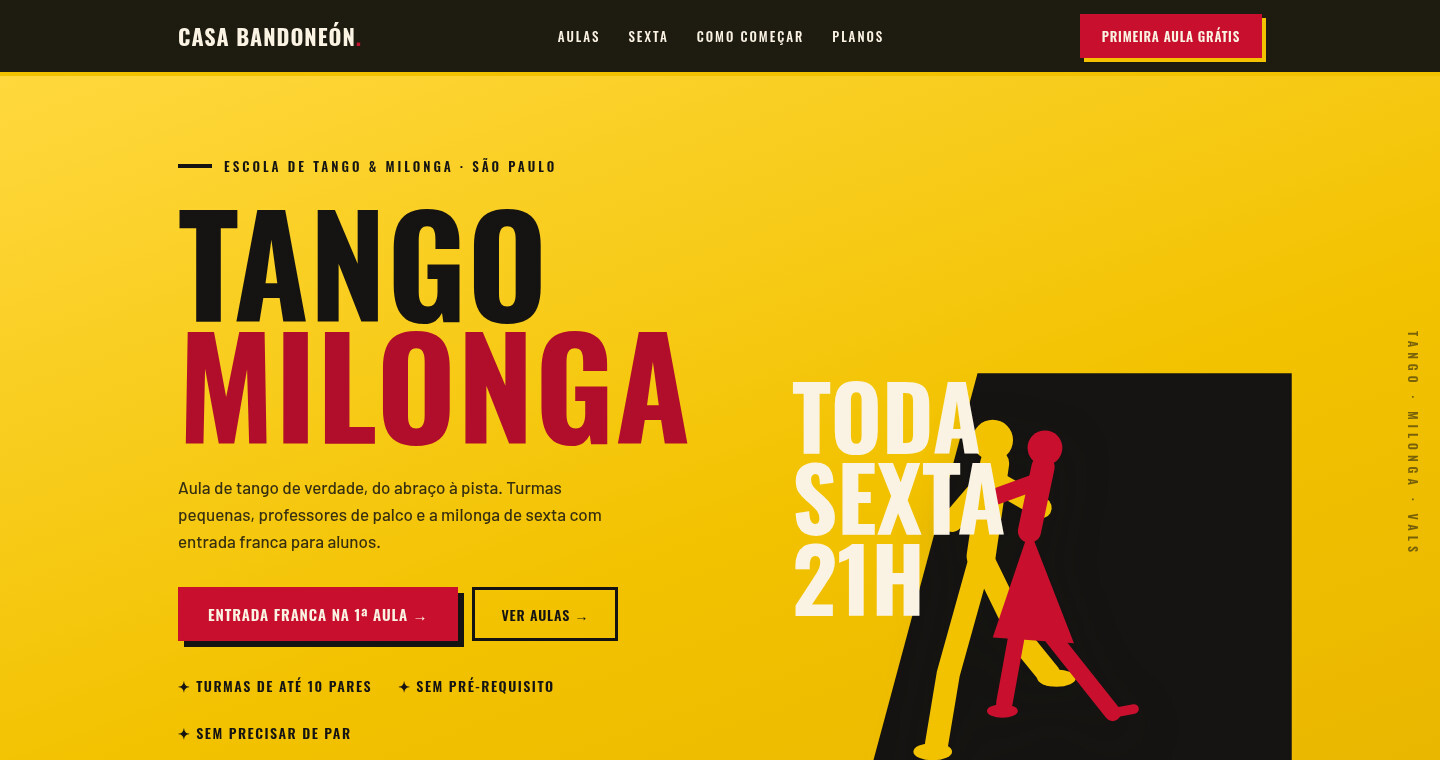 CASA BANDONEÓN.
AULAS
SEXTA
COMO COMEÇAR
PLANOS
PRIMEIRA AULA GRÁTIS
ESCOLA DE TANGO & MILONGA · SÃO PAULO
TANGO
MILONGA
Aula de tango de verdade, do abraço à pista. Turmas
pequenas, professores de palco e a milonga de sexta com
entrada franca para alunos.
ENTRADA FRANCA NA 1ª AULA →
VER AULAS →
✦ TURMAS DE ATÉ 10 PARES
✦ SEM PRÉ-REQUISITO
✦ SEM PRECISAR DE PAR
TODA
SEXTA
21H
TANGO · MILONGA · VALS